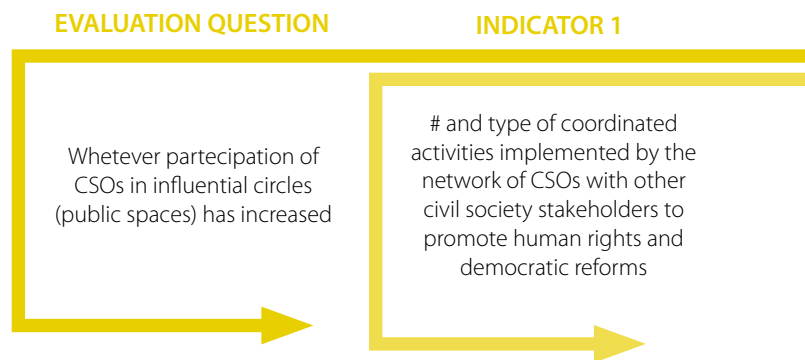 EVALUATION QUESTION
Whetever partecipation of
CSOs in influential circles
(public spaces) has increased
INDICATOR 1
# and type of coordinated
activities implemented by the
network of CSOs with other
civil society stakeholders to
promote human rights and
democratic reforms